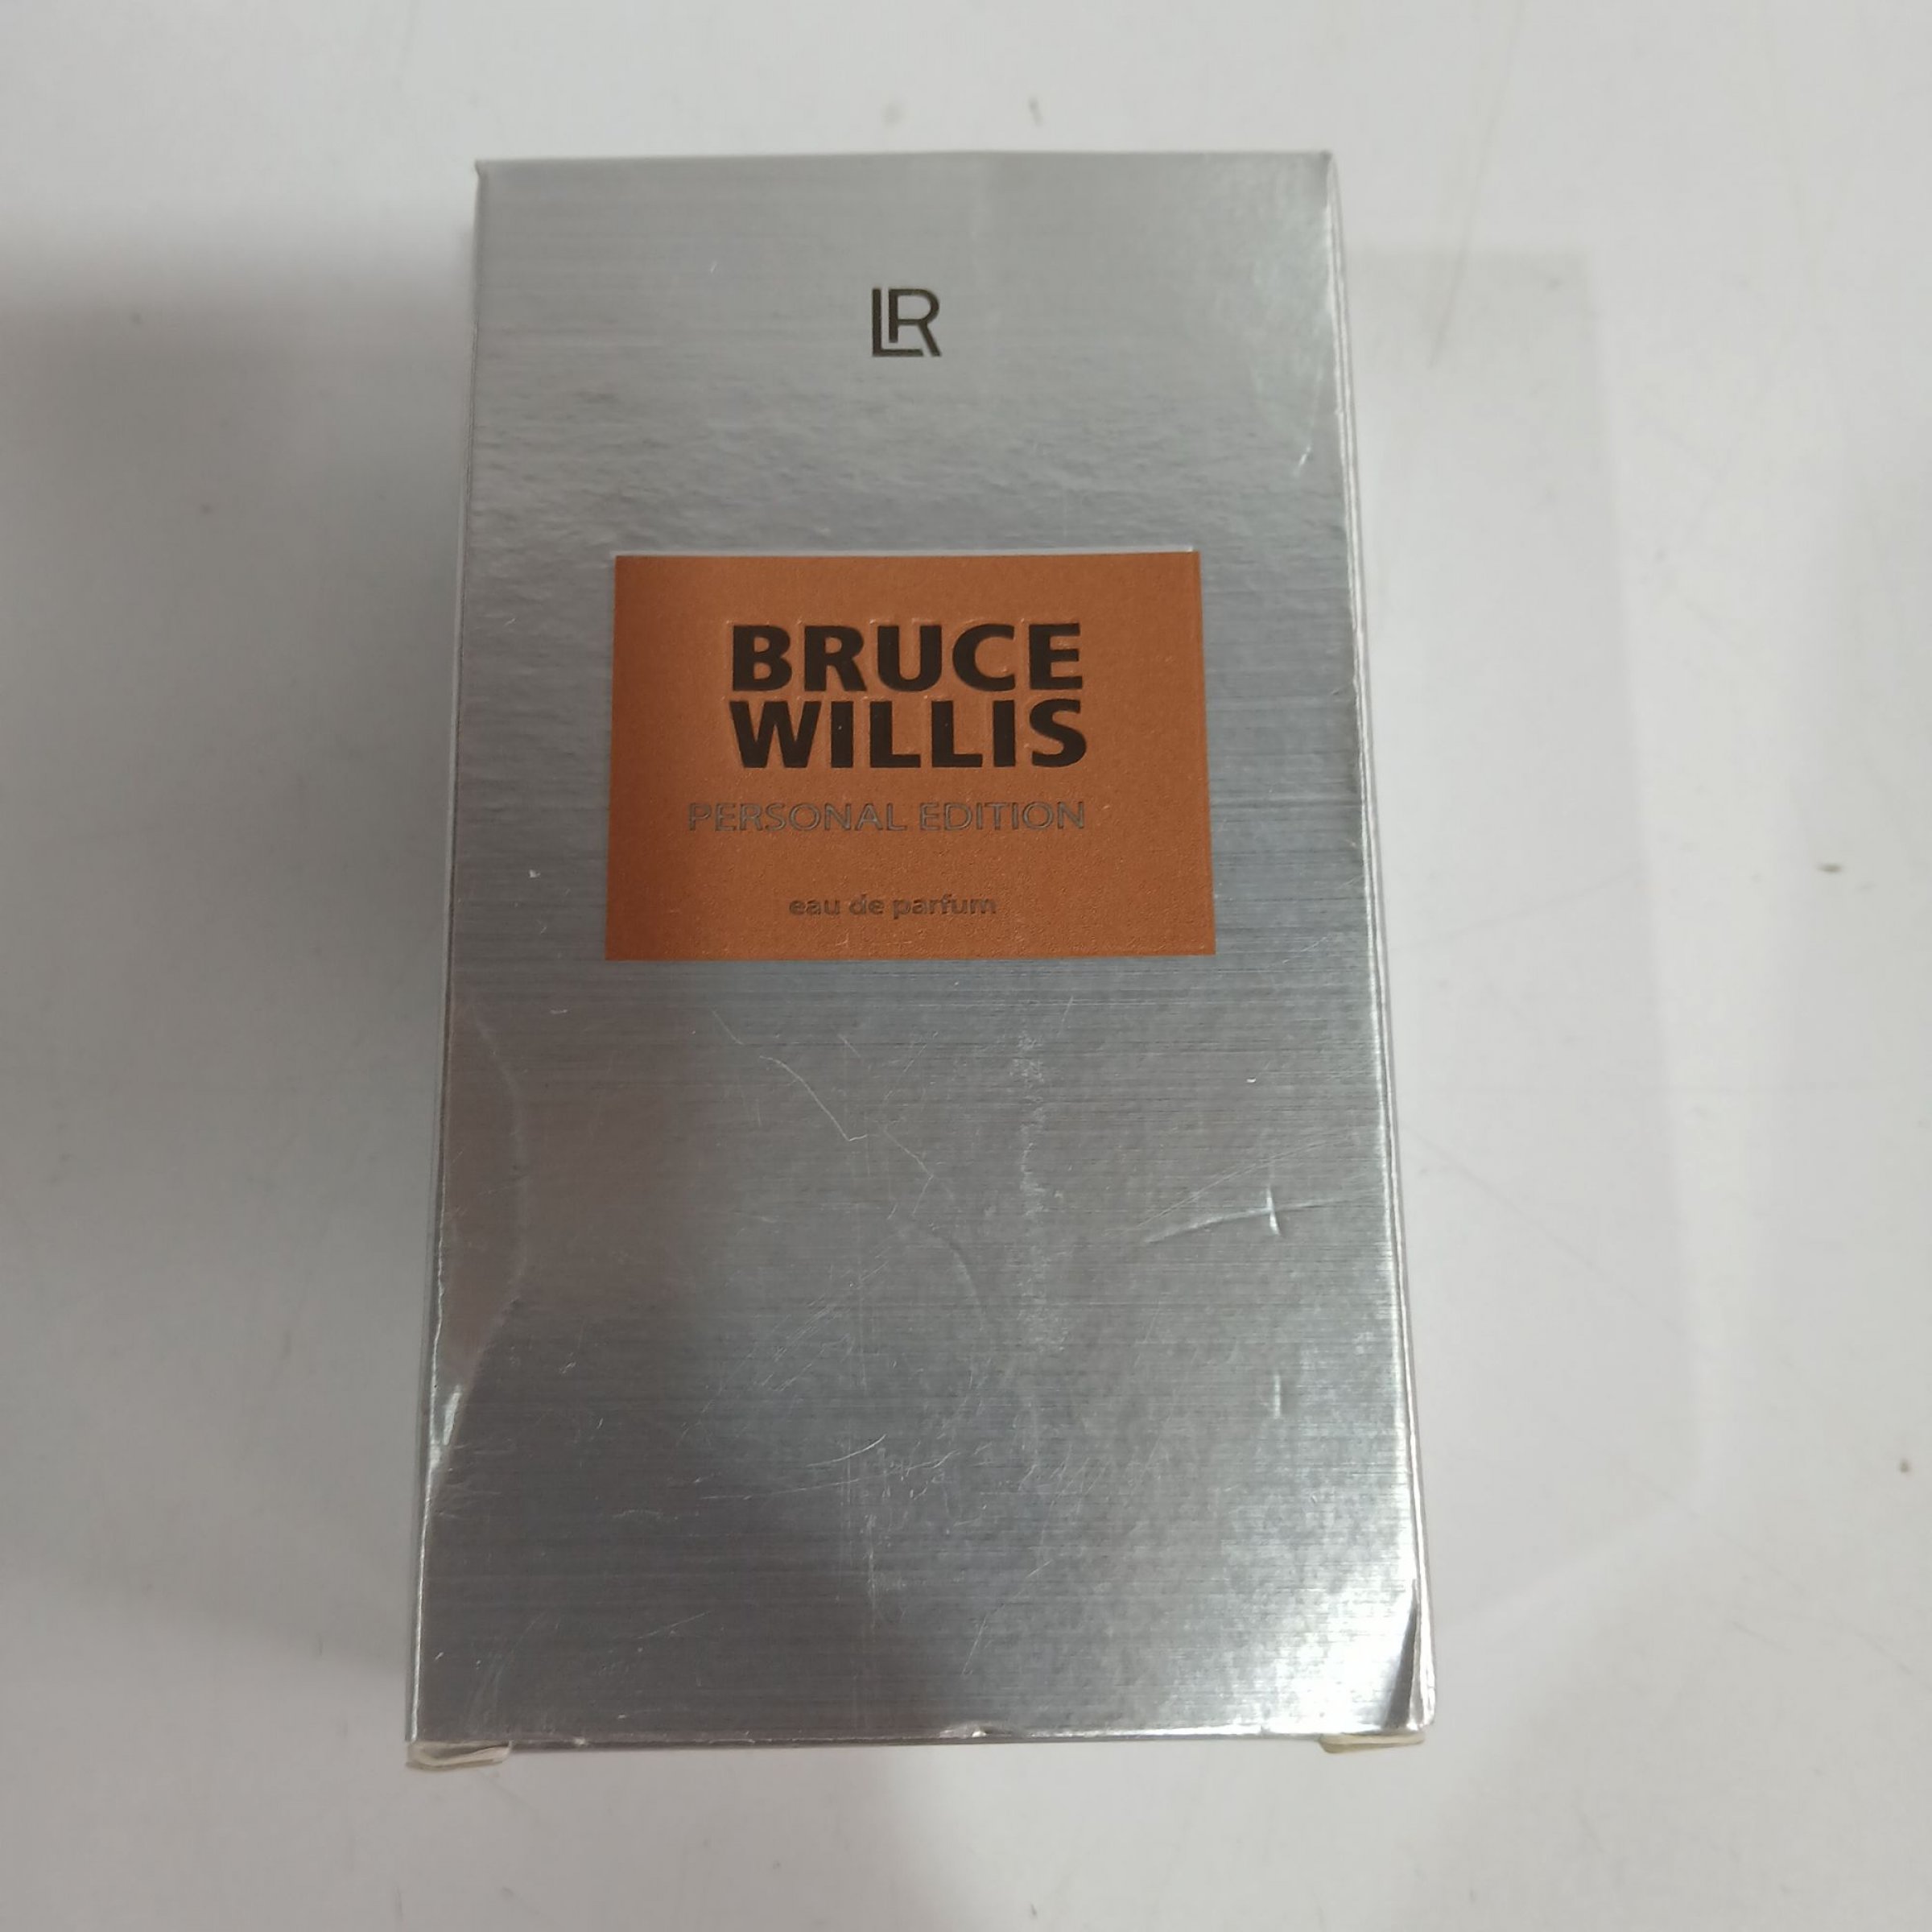 LR
BRUCE
WILLIS
PERSONAL EDITION
eau de parfum